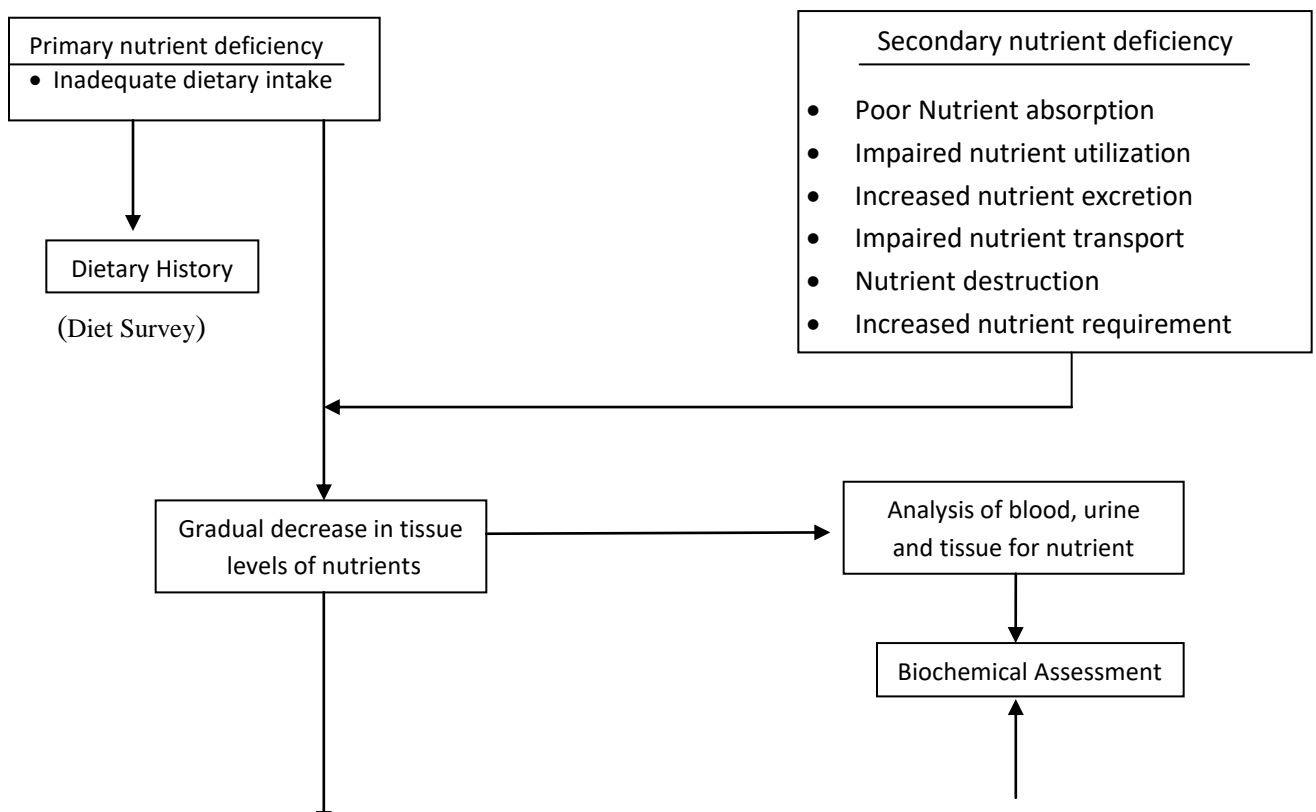 Primary nutrient deficiency
• Inadequate dietary intake
Secondary nutrient deficiency
• Poor Nutrient absorption
• Impaired nutrient utilization
• Increased nutrient excretion
• Impaired nutrient transport
• Nutrient destruction
• Increased nutrient requirement
Dietary History
(Diet Survey)
Gradual decrease in tissue
levels of nutrients
Analysis of blood, urine
and tissue for nutrient
Biochemical Assessment